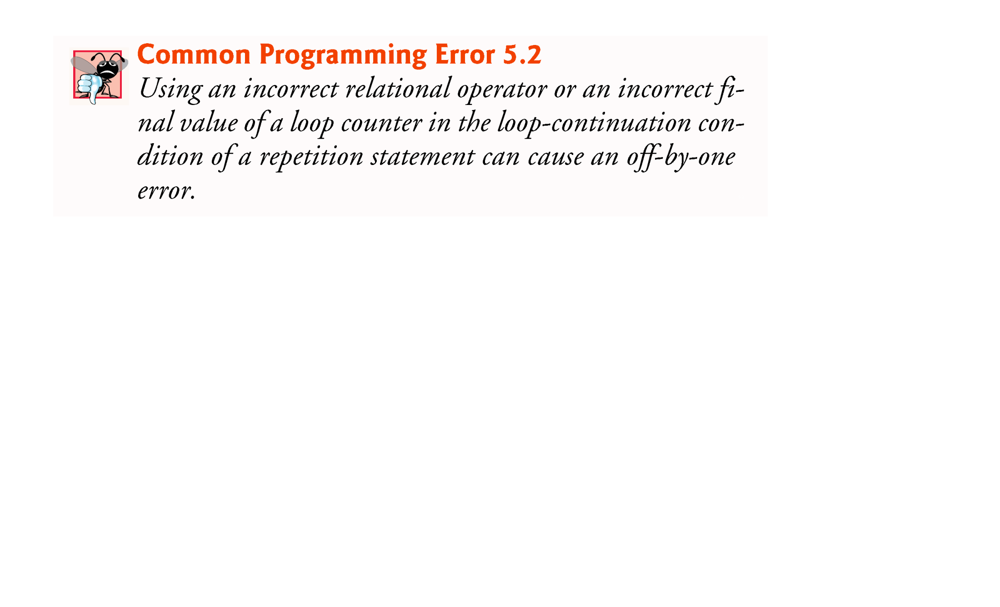 Common Programming Error 5.2
Using an incorrect relational operator or an incorrect fi-
nal value of a loop counter in the loop-continuation con-
dition of a repetition statement can cause an off-by-one
error.